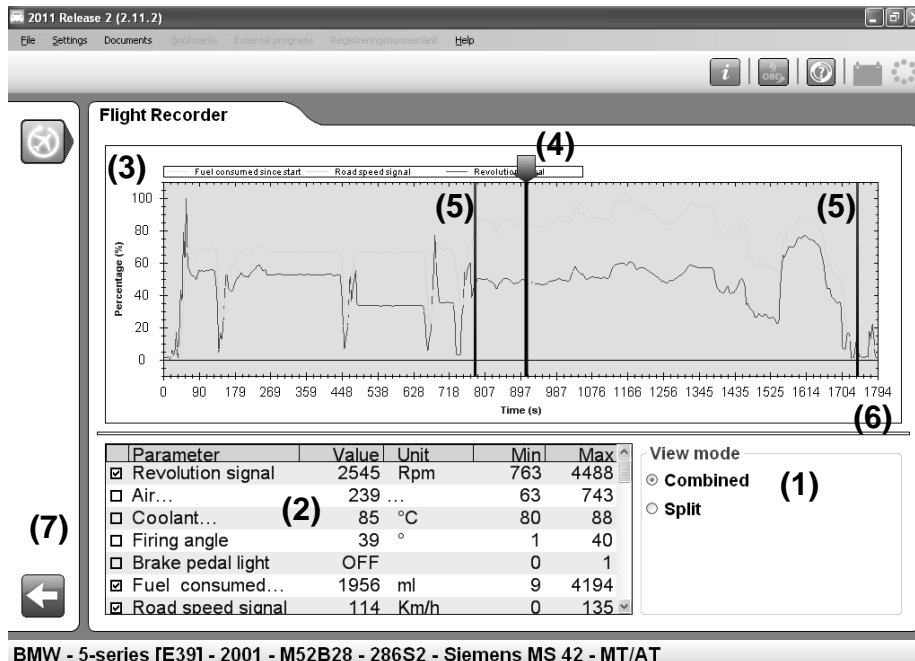 2011 Release 2 (2.11.2)
File Settings Documents Bookmarks External programs Registreringsnummerlänk Help
i OBD ?
Flight Recorder
(3) (4)
Fuel consumed since start Road speed signal Revolution signal
(5) (5)
Percentage (%)
100
80
60
40
20
0
0 90 179 269 359 448 538 628 718 807 897 987 1076 1166 1256 1345 1435 1525 1614 1704 1794
Time (s)
(6)
Parameter Value Unit Min Max
Revolution signal 2545 Rpm 763 4488
Air... 239 ... 63 743
Coolant... 85 °C 80 88
Firing angle 39 ° 1 40
Brake pedal light OFF 0 1
Fuel consumed... 1956 ml 9 4194
Road speed signal 114 Km/h 0 135
(2)
View mode
Combined
Split
(1)
(7)
BMW - 5-series [E39] - 2001 - M52B28 - 286S2 - Siemens MS 42 - MT/AT